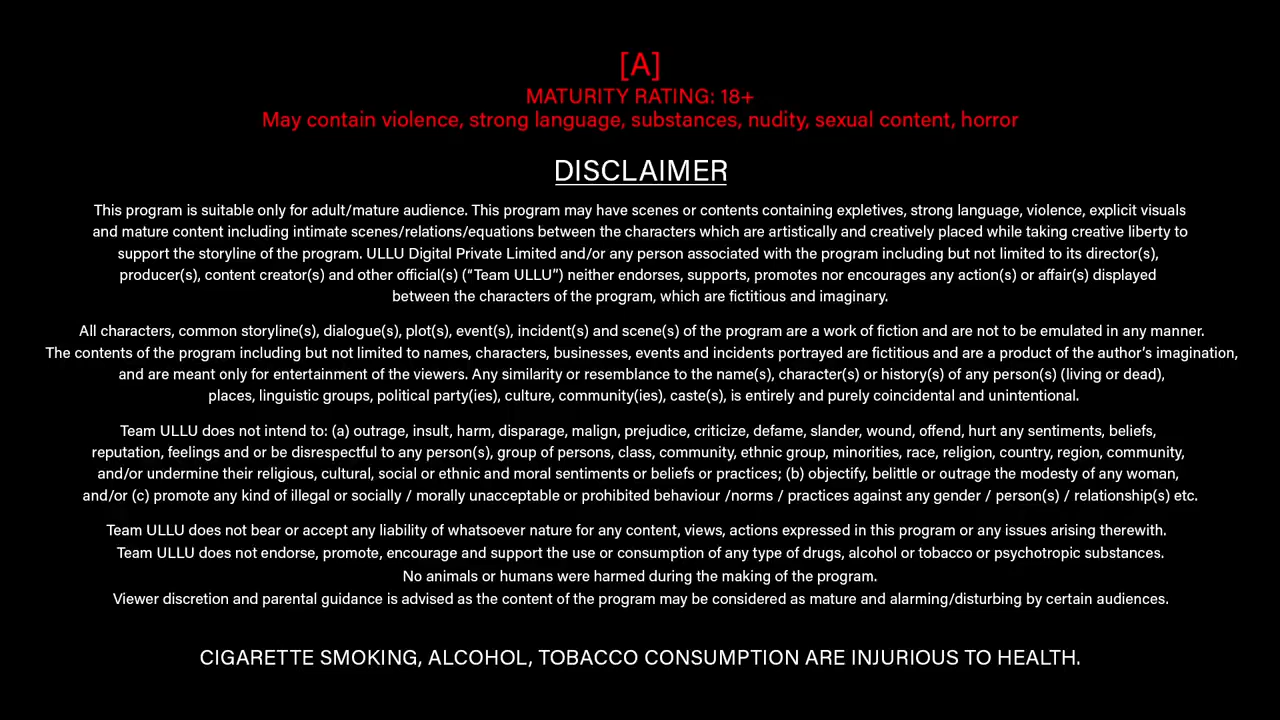 [A]
MATURITY RATING: 18+
May contain violence, strong language, substances, nudity, sexual content, horror
DISCLAIMER
This program is suitable only for adult/mature audience. This program may have scenes or contents containing expletives, strong language, violence, explicit visuals
and mature content including intimate scenes/relations/equations between the characters which are artistically and creatively placed while taking creative liberty to
support the storyline of the program. ULLU Digital Private Limited and/or any person associated with the program including but not limited to its director(s),
producer(s), content creator(s) and other official(s) (“Team ULLU”) neither endorses, supports, promotes nor encourages any action(s) or affair(s) displayed
between the characters of the program, which are fictitious and imaginary.
All characters, common storyline(s), dialogue(s), plot(s), event(s), incident(s) and scene(s) of the program are a work of fiction and are not to be emulated in any manner.
The contents of the program including but not limited to names, characters, businesses, events and incidents portrayed are fictitious and are a product of the author’s imagination,
and are meant only for entertainment of the viewers. Any similarity or resemblance to the name(s), character(s) or history(s) of any person(s) (living or dead),
places, linguistic groups, political party(ies), culture, community(ies), caste(s), is entirely and purely coincidental and unintentional.
Team ULLU does not intend to: (a) outrage, insult, harm, disparage, malign, prejudice, criticize, defame, slander, wound, offend, hurt any sentiments, beliefs,
reputation, feelings and or be disrespectful to any person(s), group of persons, class, community, ethnic group, minorities, race, religion, country, region, community,
and/or undermine their religious, cultural, social or ethnic and moral sentiments or beliefs or practices; (b) objectify, belittle or outrage the modesty of any woman,
and/or (c) promote any kind of illegal or socially / morally unacceptable or prohibited behaviour /norms / practices against any gender / person(s) / relationship(s) etc.
Team ULLU does not bear or accept any liability of whatsoever nature for any content, views, actions expressed in this program or any issues arising therewith.
Team ULLU does not endorse, promote, encourage and support the use or consumption of any type of drugs, alcohol or tobacco or psychotropic substances.
No animals or humans were harmed during the making of the program.
Viewer discretion and parental guidance is advised as the content of the program may be considered as mature and alarming/disturbing by certain audiences.
CIGARETTE SMOKING, ALCOHOL, TOBACCO CONSUMPTION ARE INJURIOUS TO HEALTH.